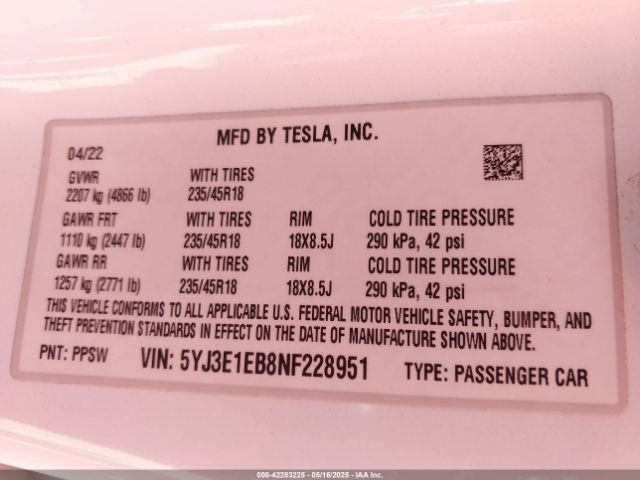 MFD BY TESLA, INC.
04/22
GVWR WITH TIRES
2207 kg (4866 lb) 235/45R18
GAWR FRT WITH TIRES RIM COLD TIRE PRESSURE
1110 kg (2447 lb) 235/45R18 18X8.5J 290 kPa, 42 psi
GAWR RR WITH TIRES RIM COLD TIRE PRESSURE
1257 kg (2771 lb) 235/45R18 18X8.5J 290 kPa, 42 psi
THIS VEHICLE CONFORMS TO ALL APPLICABLE U.S. FEDERAL MOTOR VEHICLE SAFETY, BUMPER, AND
THEFT PREVENTION STANDARDS IN EFFECT ON THE DATE OF MANUFACTURE SHOWN ABOVE.
PNT: PPSW VIN: 5YJ3E1EB8NF228951 TYPE: PASSENGER CAR
000-42283225 - 05/16/2025 - IAA Inc.